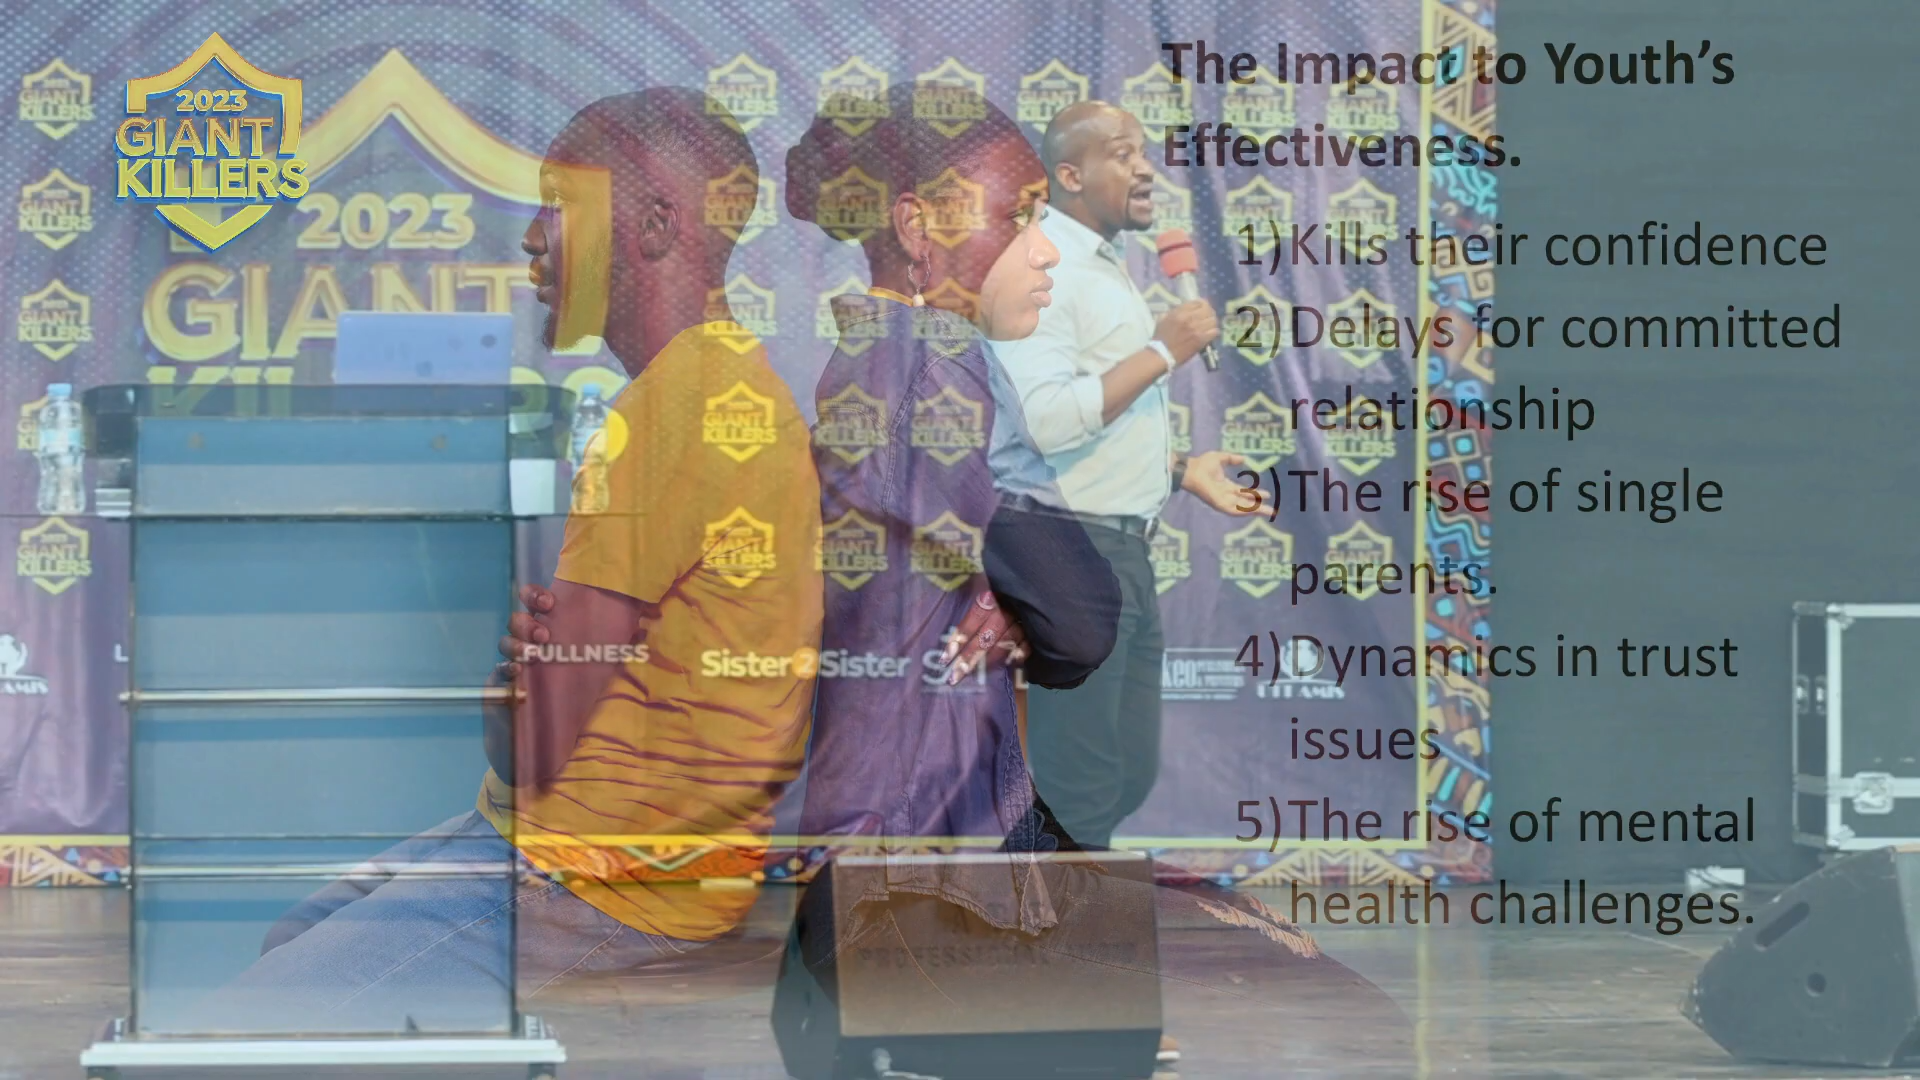 2023
GIANT
KILLERS
2023
GIANT
The Impact to Youth’s
Effectiveness.
1) Kills their confidence
2) Delays for committed
relationship
3) The rise of single
parents.
4) Dynamics in trust
issues
5) The rise of mental
health challenges.
FULLNESS
Sister2Sister
GIANT
KILLERS